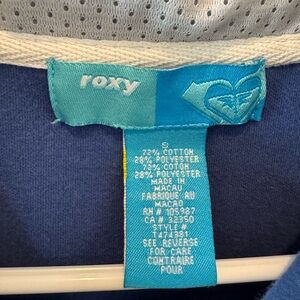 roxy
S
72% COTTON
28% POLYESTER
72% COTON
28% POLYESTER
MADE IN
MACAU
FABRIQUE AU
MACAO
RN # 105987
CA # 32350
STYLE #
T474381
SEE REVERSE
FOR CARE
CONTRAIRE
POUR